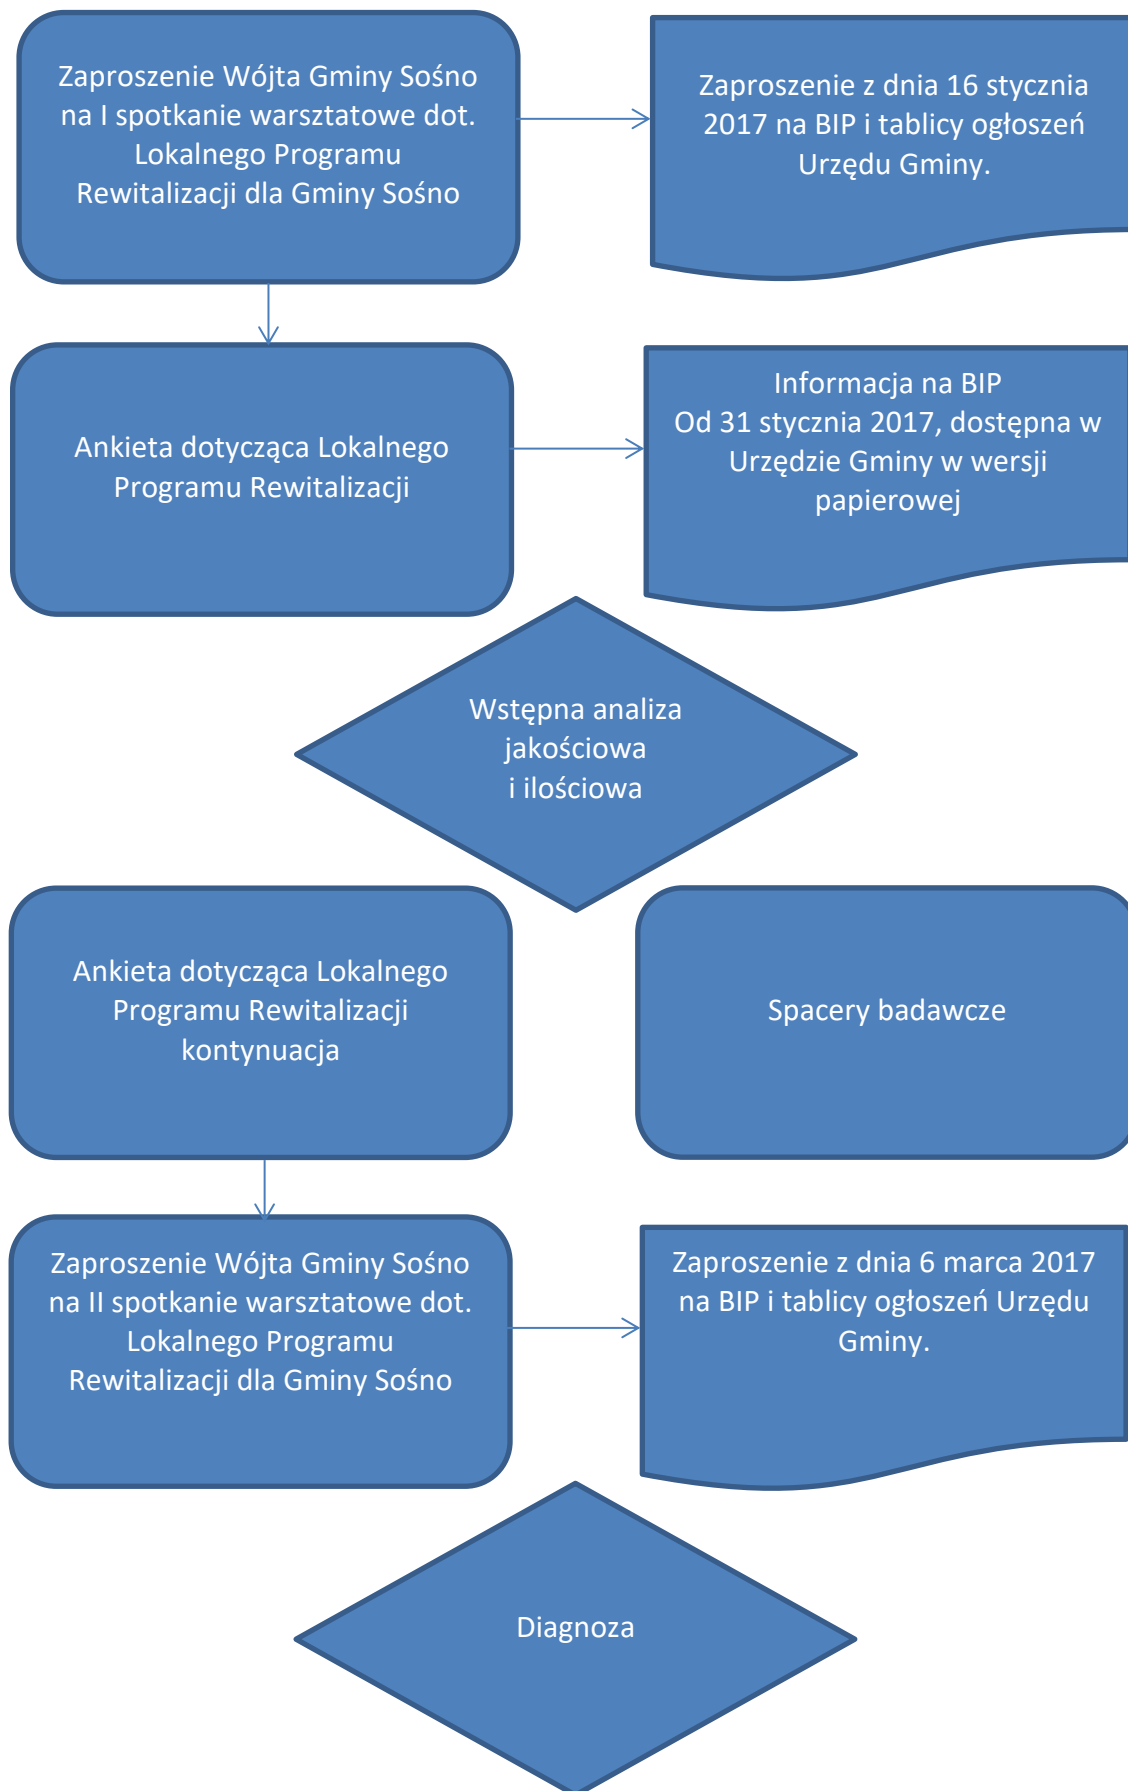 Zaproszenie Wójta Gminy Sośno
na I spotkanie warsztatowe dot.
Lokalnego Programu
Rewitalizacji dla Gminy Sośno
Zaproszenie z dnia 16 stycznia
2017 na BIP i tablicy ogłoszeń
Urzędu Gminy.
Ankieta dotycząca Lokalnego
Programu Rewitalizacji
Informacja na BIP
Od 31 stycznia 2017, dostępna w
Urzędzie Gminy w wersji
papierowej
Wstępna analiza
jakościowa
i ilościowa
Ankieta dotycząca Lokalnego
Programu Rewitalizacji
kontynuacja
Spacery badawcze
Zaproszenie Wójta Gminy Sośno
na II spotkanie warsztatowe dot.
Lokalnego Programu
Rewitalizacji dla Gminy Sośno
Zaproszenie z dnia 6 marca 2017
na BIP i tablicy ogłoszeń Urzędu
Gminy.
Diagnoza